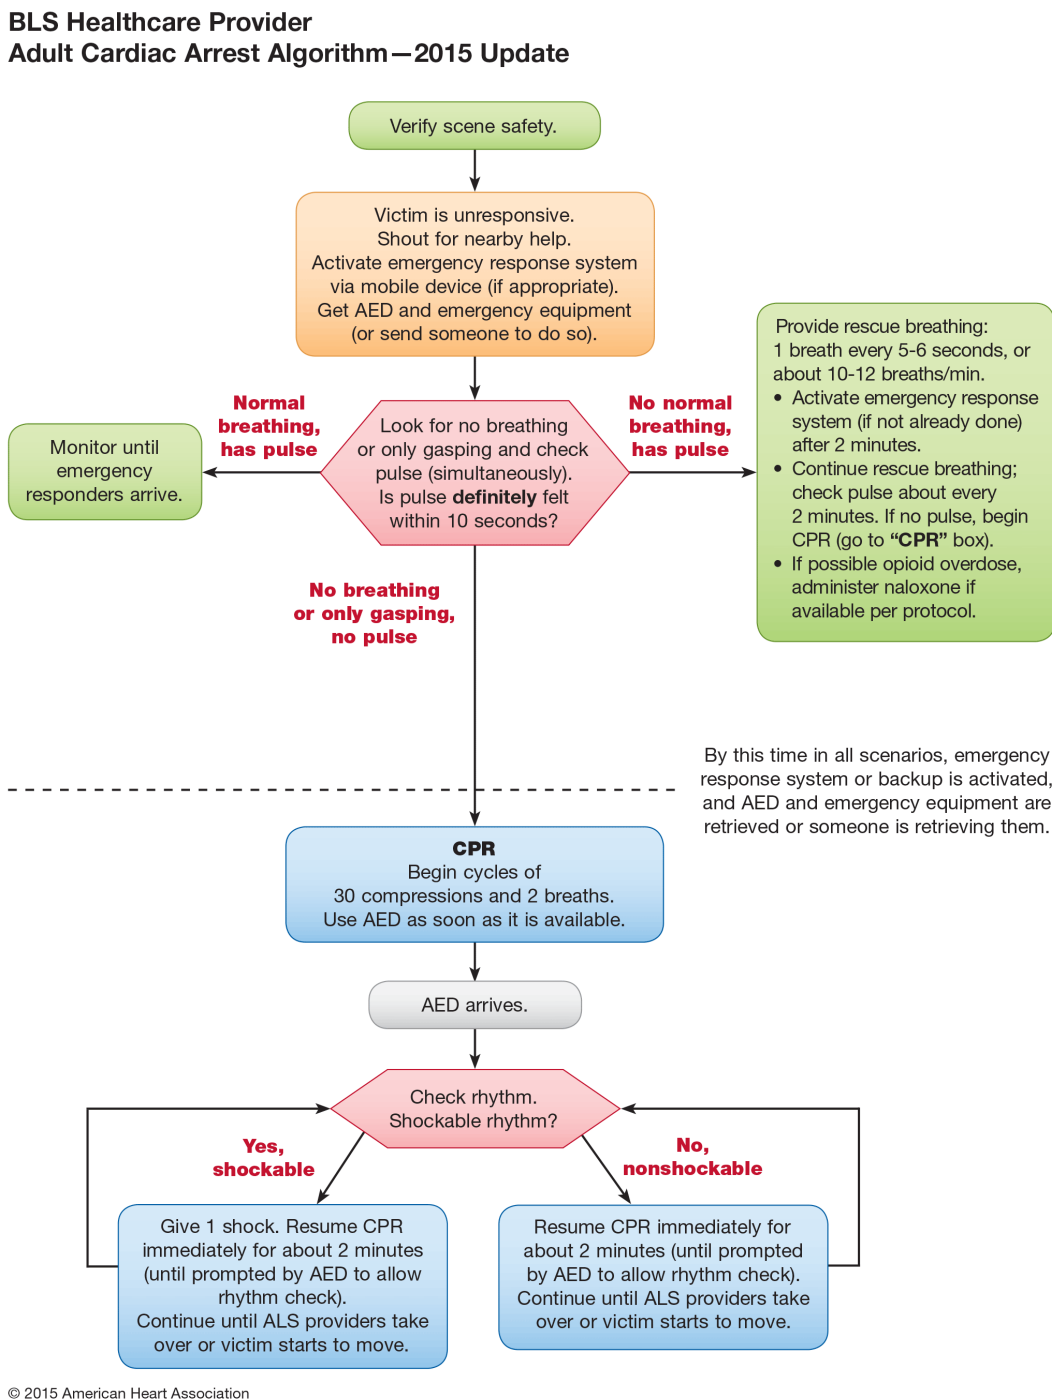 BLS Healthcare Provider
Adult Cardiac Arrest Algorithm—2015 Update
Verify scene safety.
Victim is unresponsive.
Shout for nearby help.
Activate emergency response system
via mobile device (if appropriate).
Get AED and emergency equipment
(or send someone to do so).
Normal
breathing,
has pulse
Monitor until
emergency
responders arrive.
Look for no breathing
or only gasping and check
pulse (simultaneously).
Is pulse definitely felt
within 10 seconds?
No normal
breathing,
has pulse
Provide rescue breathing:
1 breath every 5-6 seconds, or
about 10-12 breaths/min.
• Activate emergency response
system (if not already done)
after 2 minutes.
• Continue rescue breathing;
check pulse about every
2 minutes. If no pulse, begin
CPR (go to “CPR” box).
• If possible opioid overdose,
administer naloxone if
available per protocol.
No breathing
or only gasping,
no pulse
By this time in all scenarios, emergency
response system or backup is activated,
and AED and emergency equipment are
retrieved or someone is retrieving them.
CPR
Begin cycles of
30 compressions and 2 breaths.
Use AED as soon as it is available.
AED arrives.
Check rhythm.
Shockable rhythm?
Yes,
shockable
No,
nonshockable
Give 1 shock. Resume CPR
immediately for about 2 minutes
(until prompted by AED to allow
rhythm check).
Continue until ALS providers take
over or victim starts to move.
Resume CPR immediately for
about 2 minutes (until prompted
by AED to allow rhythm check).
Continue until ALS providers take
over or victim starts to move.
© 2015 American Heart Association